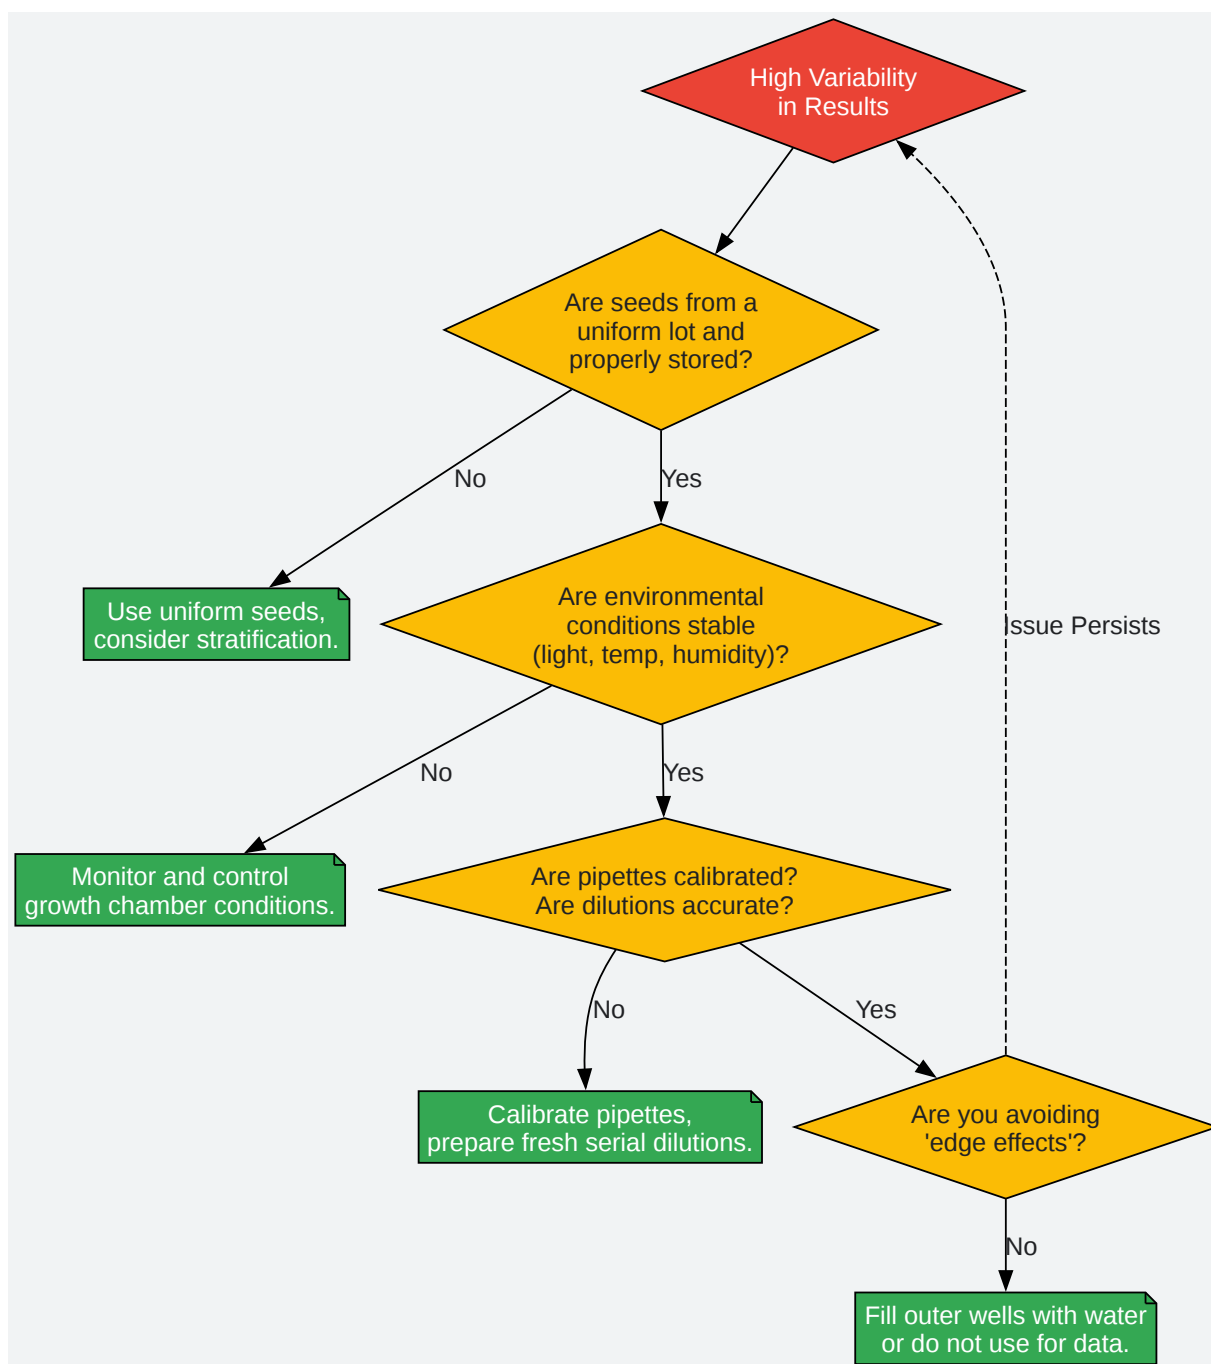 High Variability
in Results
Are seeds from a
uniform lot and
properly stored?
No
Yes
Use uniform seeds,
consider stratification.
Are environmental
conditions stable
(light, temp, humidity)?
Issue Persists
No
Yes
Monitor and control
growth chamber conditions.
Are pipettes calibrated?
Are dilutions accurate?
No
Yes
Calibrate pipettes,
prepare fresh serial dilutions.
Are you avoiding
'edge effects'?
No
Fill outer wells with water
or do not use for data.